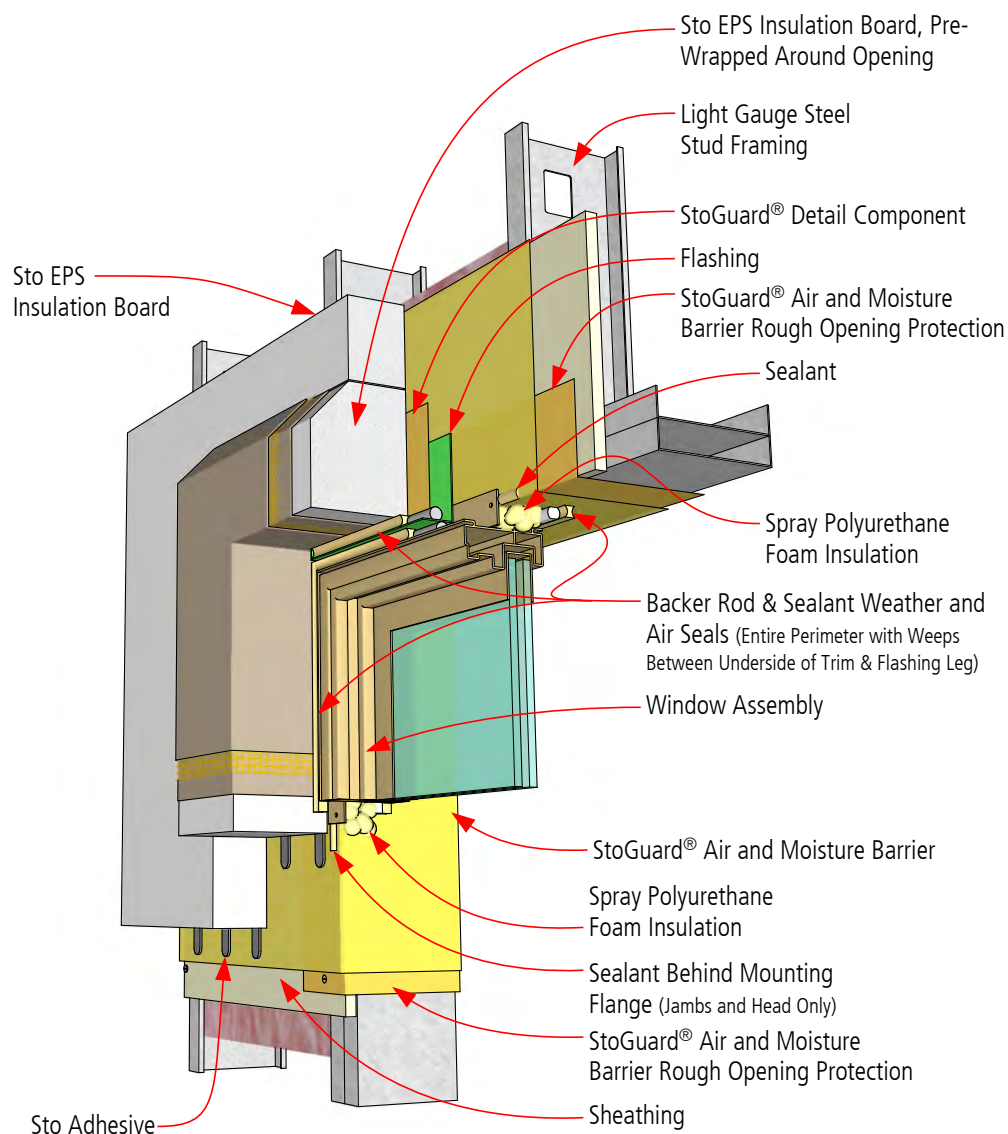 Sto EPS Insulation Board, Pre-
Wrapped Around Opening
Light Gauge Steel
Stud Framing
StoGuard® Detail Component
Flashing
StoGuard® Air and Moisture
Barrier Rough Opening Protection
Sealant
Sto EPS
Insulation Board
Spray Polyurethane
Foam Insulation
Backer Rod & Sealant Weather and
Air Seals (Entire Perimeter with Weeps
Between Underside of Trim & Flashing Leg)
Window Assembly
StoGuard® Air and Moisture Barrier
Spray Polyurethane
Foam Insulation
Sealant Behind Mounting
Flange (Jambs and Head Only)
StoGuard® Air and Moisture
Barrier Rough Opening Protection
Sheathing
Sto Adhesive